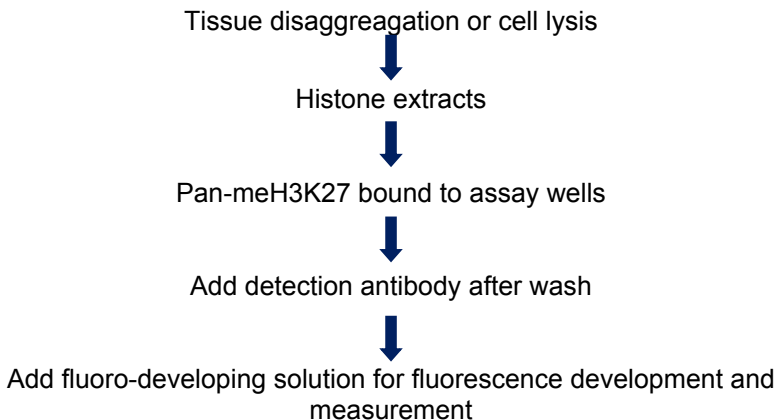 Tissue disaggreagation or cell lysis
Histone extracts
Pan-meH3K27 bound to assay wells
Add detection antibody after wash
Add fluoro-developing solution for fluorescence development and
measurement